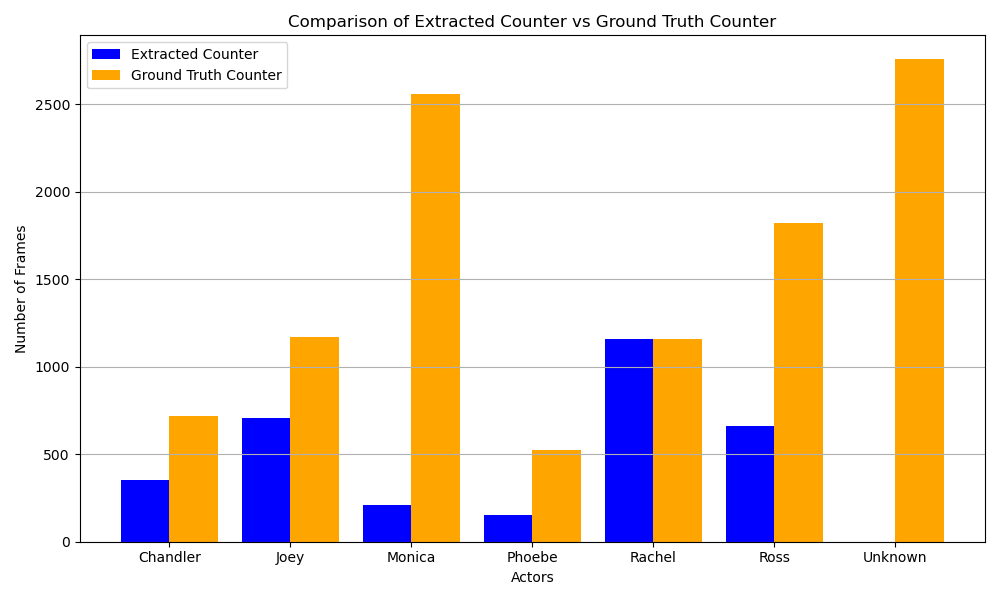 Comparison of Extracted Counter vs Ground Truth Counter
Extracted Counter
Ground Truth Counter
Number of Frames
2500
2000
1500
1000
500
0
Chandler Joey Monica Phoebe Rachel Ross Unknown
Actors